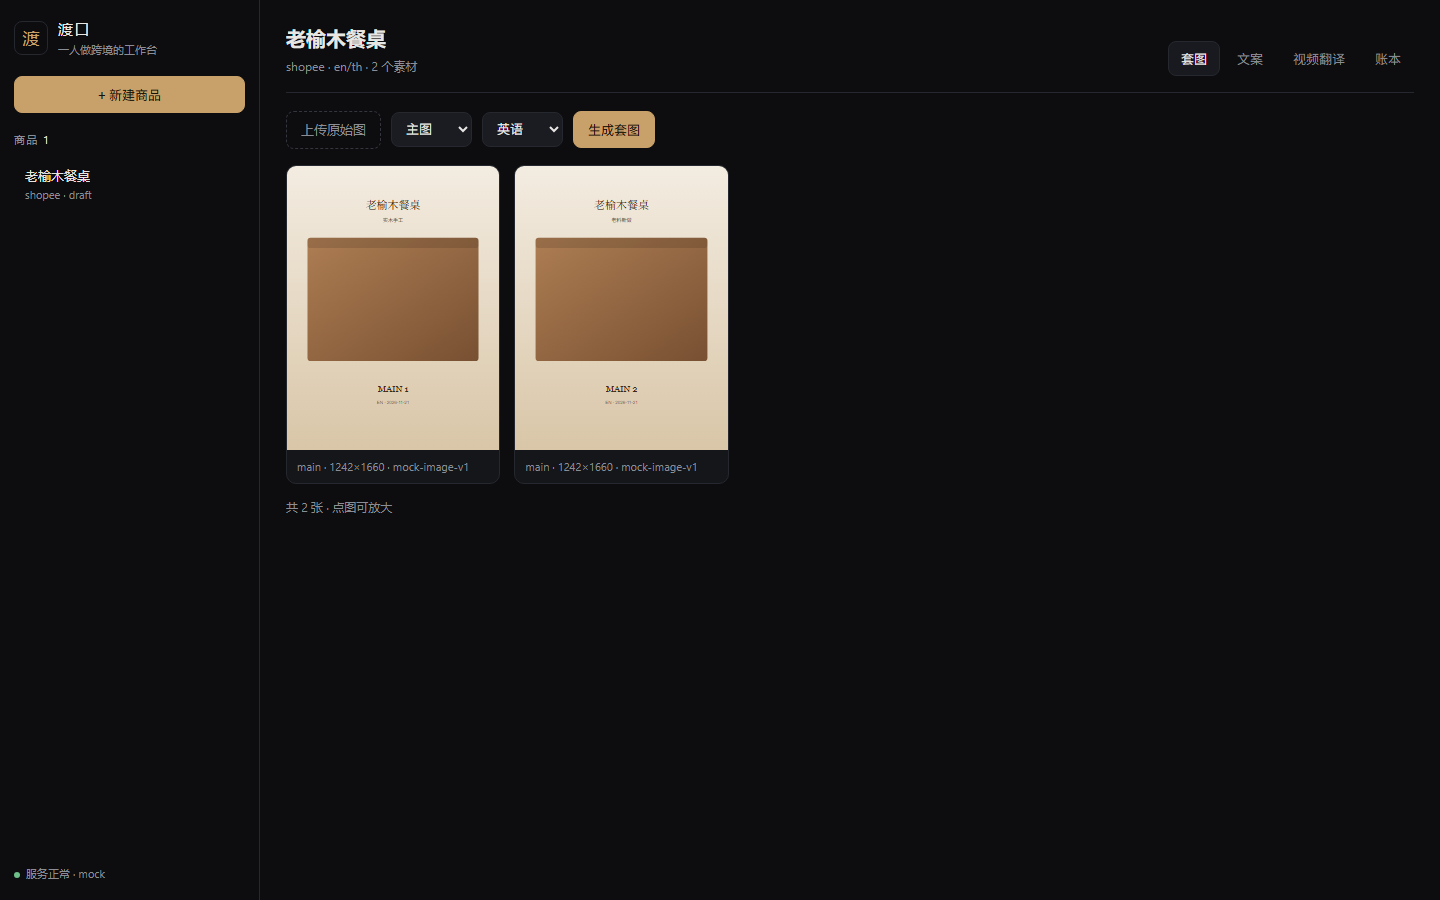 渡
渡口
一人做跨境的工作台
+ 新建商品
商品 1
老榆木餐桌
shopee · draft
服务正常 · mock
老榆木餐桌
shopee · en/th · 2 个素材
套图
文案
视频翻译
账本
上传原始图
主图
英语
生成套图
老榆木餐桌
实木手工
MAIN 1
main · 1242×1660 · mock-image-v1
老榆木餐桌
MAIN 2
main · 1242×1660 · mock-image-v1
共 2 张 · 点图可放大